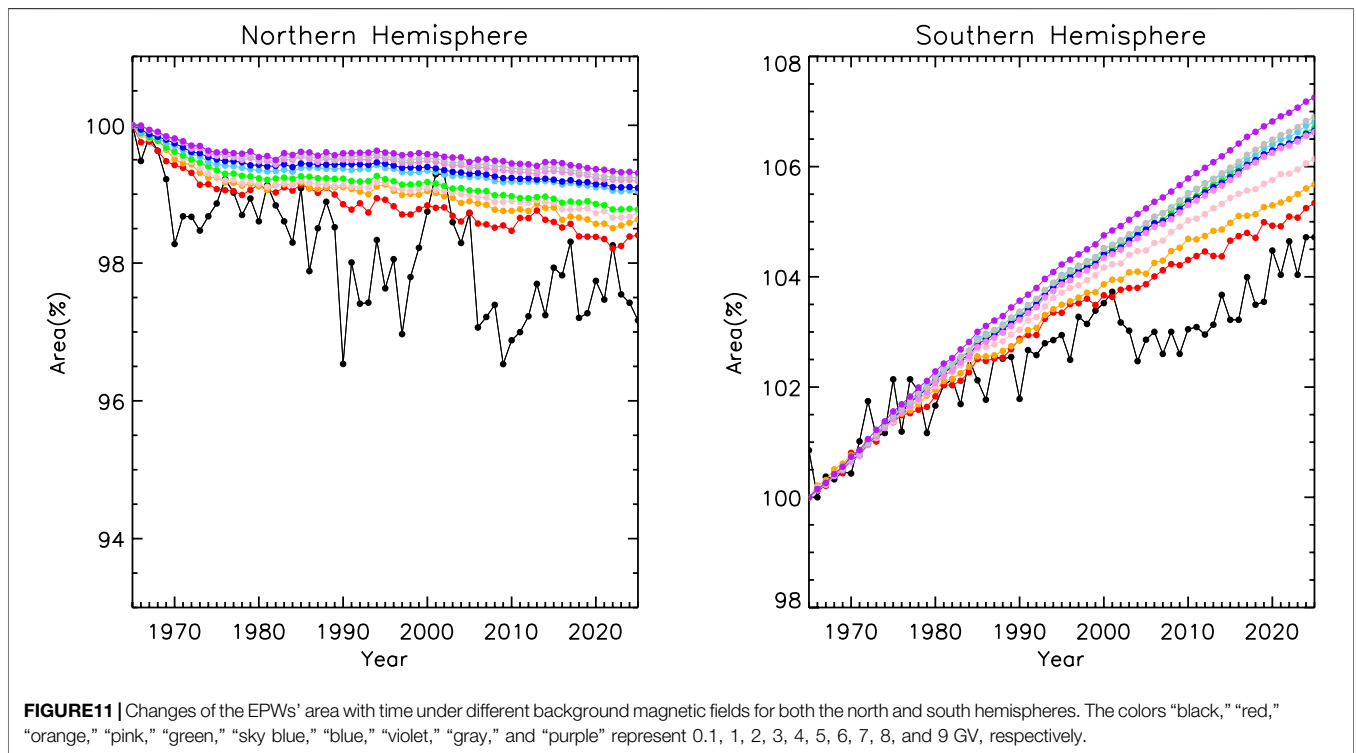 Northern Hemisphere
100
98
96
94
Area(%)
1970 1980 1990 2000 2010 2020
Year
Southern Hemisphere
108
106
104
102
100
98
Area(%)
1970 1980 1990 2000 2010 2020
Year
FIGURE11 | Changes of the EPWs’ area with time under different background magnetic fields for both the north and south hemispheres. The colors “black,” “red,”
“orange,” “pink,” “green,” “sky blue,” “blue,” “violet,” “gray,” and “purple” represent 0.1, 1, 2, 3, 4, 5, 6, 7, 8, and 9 GV, respectively.